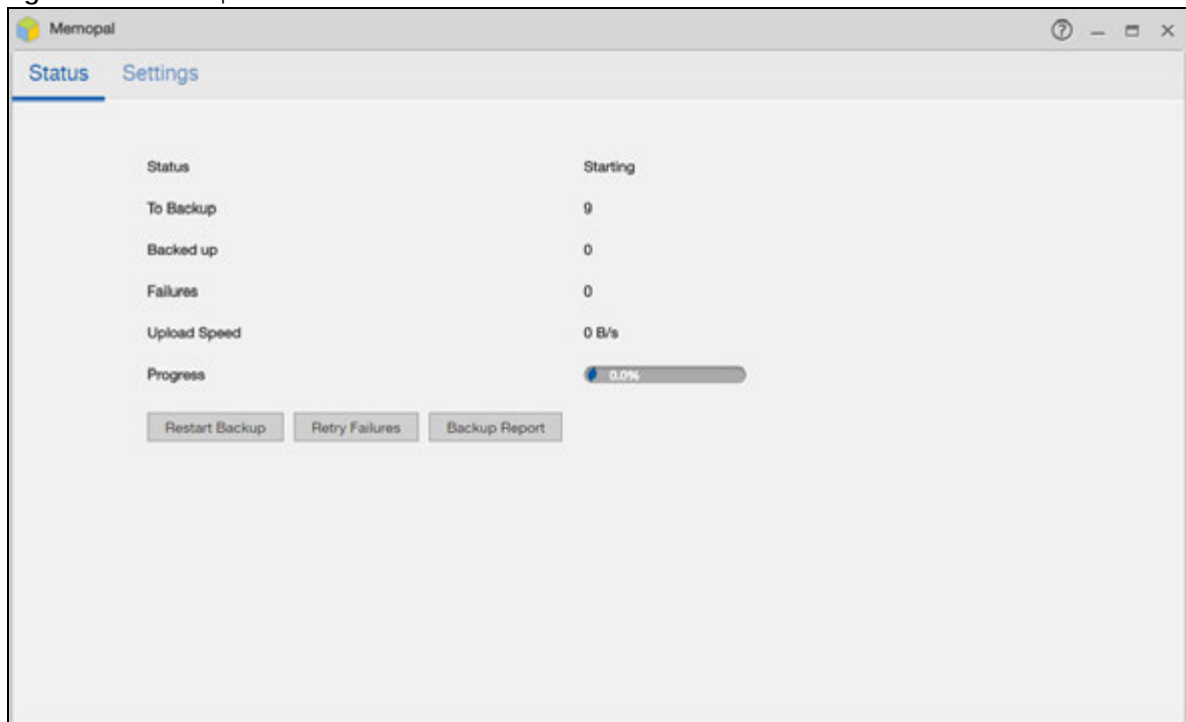 Memopal
Status Settings
Status Starting
To Backup 9
Backed up 0
Failures 0
Upload Speed 0 B/s
Progress 0.0%
Restart Backup Retry Failures Backup Report